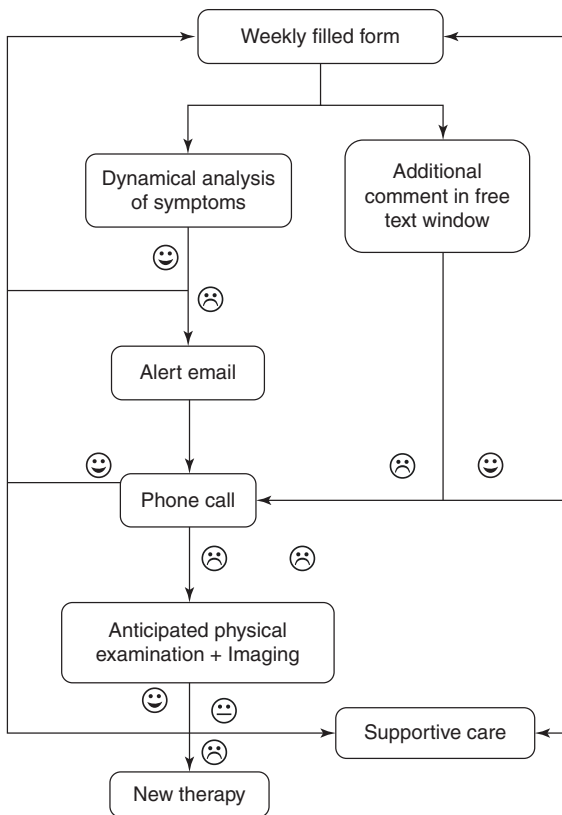 Weekly filled form
Dynamical analysis
of symptoms
Additional
comment in free
text window
Alert email
Phone call
Anticipated physical
examination + Imaging
Supportive care
New therapy